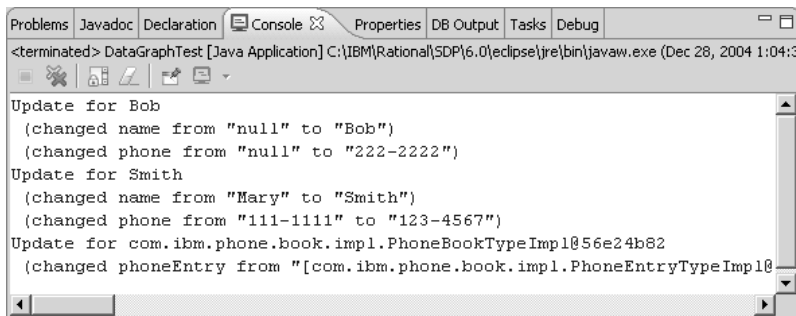 Problems Javadoc Declaration Console Properties DB Output Tasks Debug
<terminated> DataGraphTest [Java Application] C:\IBM\Rational\SDP\6.0\eclipse\jre\bin\javaw.exe (Dec 28, 2004 1:04:3
Update for Bob
(changed name from "null" to "Bob")
(changed phone from "null" to "222-2222")
Update for Smith
(changed name from "Mary" to "Smith")
(changed phone from "111-1111" to "123-4567")
Update for com.ibm.phone.book.impl.PhoneBookTypeImpl@56e24b82
(changed phoneEntry from "[com.ibm.phone.book.impl.PhoneEntryTypeImpl@